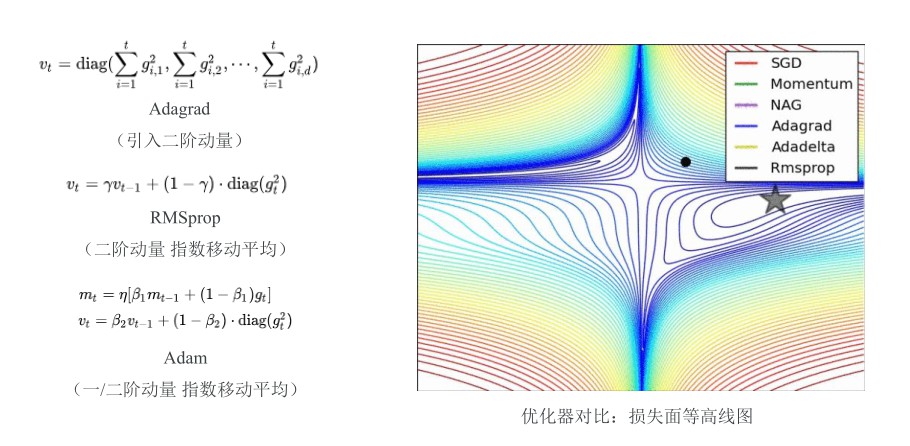 v_t = diag(∑_{i=1}^{t} g_{i,1}^2, ∑_{i=1}^{t} g_{i,2}^2, ⋯, ∑_{i=1}^{t} g_{i,d}^2)
Adagrad
（引入二阶动量）
v_t = γv_{t−1} + (1 − γ) · diag(g_t^2)
RMSprop
（二阶动量 指数移动平均）
m_t = η[β_1m_{t−1} + (1 − β_1)g_t]
v_t = β_2v_{t−1} + (1 − β_2) · diag(g_t^2)
Adam
（一/二阶动量 指数移动平均）
SGD
Momentum
NAG
Adagrad
Adadelta
Rmsprop
优化器对比：损失面等高线图